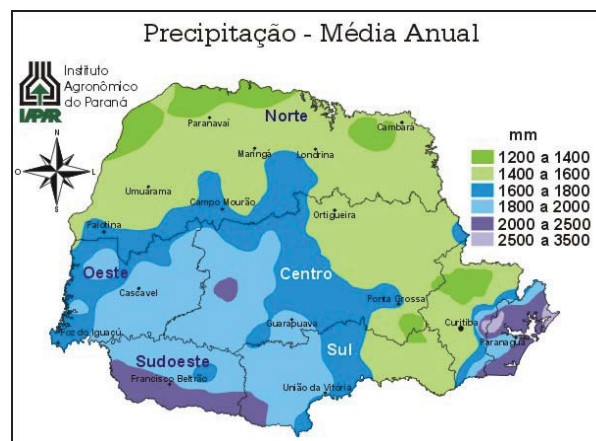 Precipitação - Média Anual
Instituto
Agronômico
do Paraná
IAPAR
N
O
L
S
mm
1200 a 1400
1400 a 1600
1600 a 1800
1800 a 2000
2000 a 2500
2500 a 3500
Norte
Paranavaí
Cambará
Maringá
Londrina
Umuarama
Campo Mourão
Ortigueira
Palotina
Oeste
Centro
Cascavel
Ponta Grossa
Guarapuava
Curitiba
Foz do Iguaçú
Paranaguá
Sul
Sudoeste
Francisco Beltrão
União da Vitória